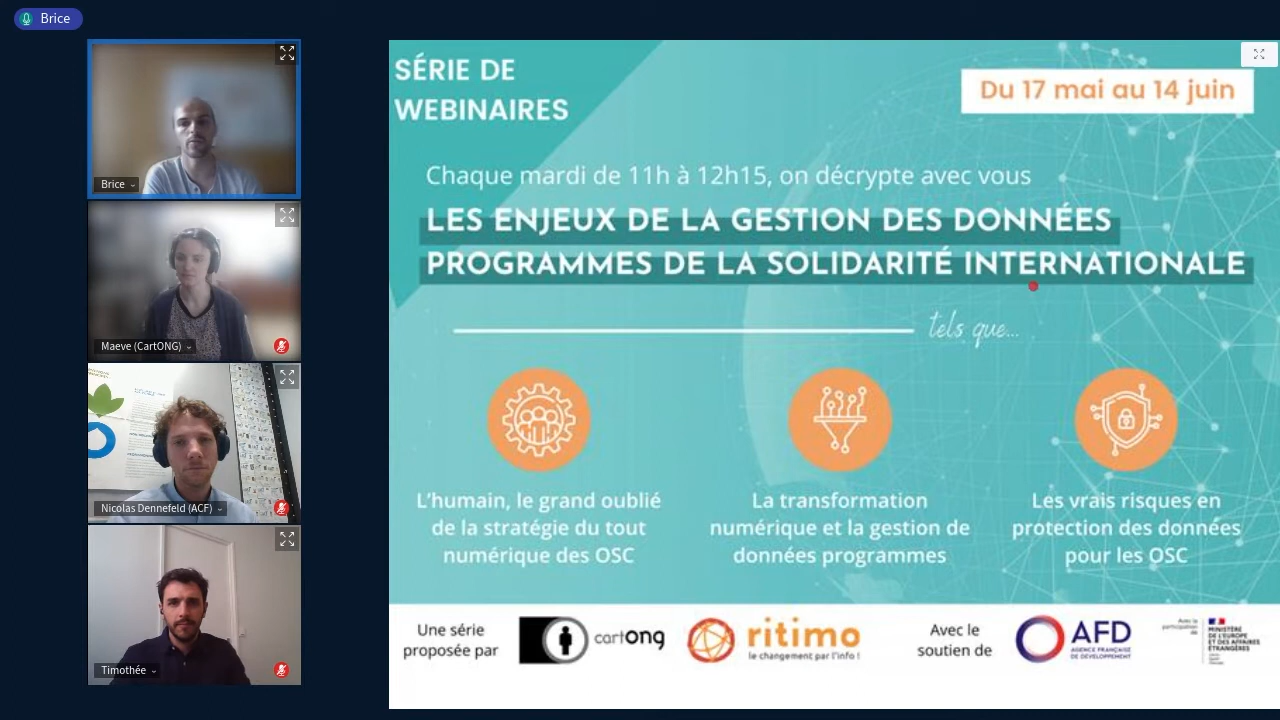 Brice
Brice
Maeve (CartONG)
Nicolas Dennefeld (ACF)
Timothée
SÉRIE DE
WEBINAIRES
Du 17 mai au 14 juin
Chaque mardi de 11h à 12h15, on décrypte avec vous
LES ENJEUX DE LA GESTION DES DONNÉES
PROGRAMMES DE LA SOLIDARITÉ INTERNATIONALE
tels que...
L'humain, le grand oublié
de la stratégie du tout
numérique des OSC
La transformation
numérique et la gestion de
données programmes
Les vrais risques en
protection des données
pour les OSC
Une série
proposée par
cartong
ritimo
le changement par l'info !
Avec le
soutien de
AFD
AGENCE FRANÇAISE
DE DÉVELOPPEMENT
Avec la
participation
de
MINISTÈRE
DE L'EUROPE
ET DES AFFAIRES
ÉTRANGÈRES